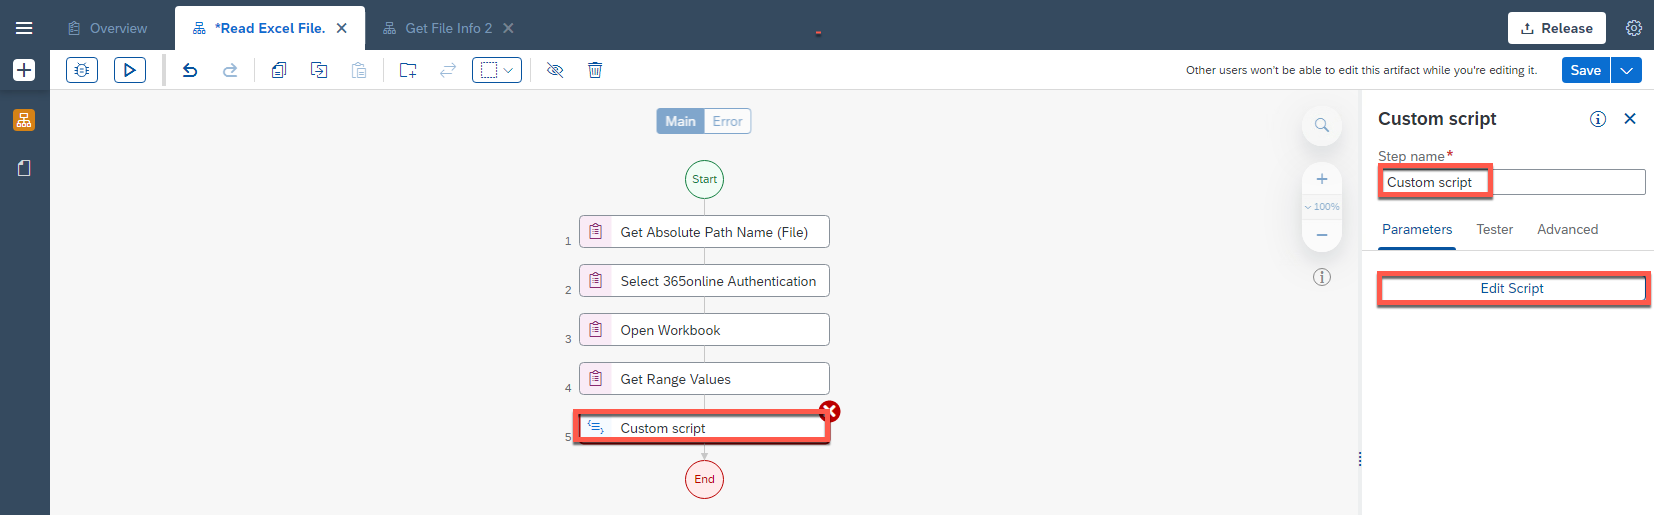 Overview
*Read Excel File.
Get File Info 2
Release
Other users won't be able to edit this artifact while you're editing it.
Save
Main
Error
Start
1
Get Absolute Path Name (File)
2
Select 365online Authentication
3
Open Workbook
4
Get Range Values
5
Custom script
End
100%
Custom script
Step name*
Custom script
Parameters
Tester
Advanced
Edit Script